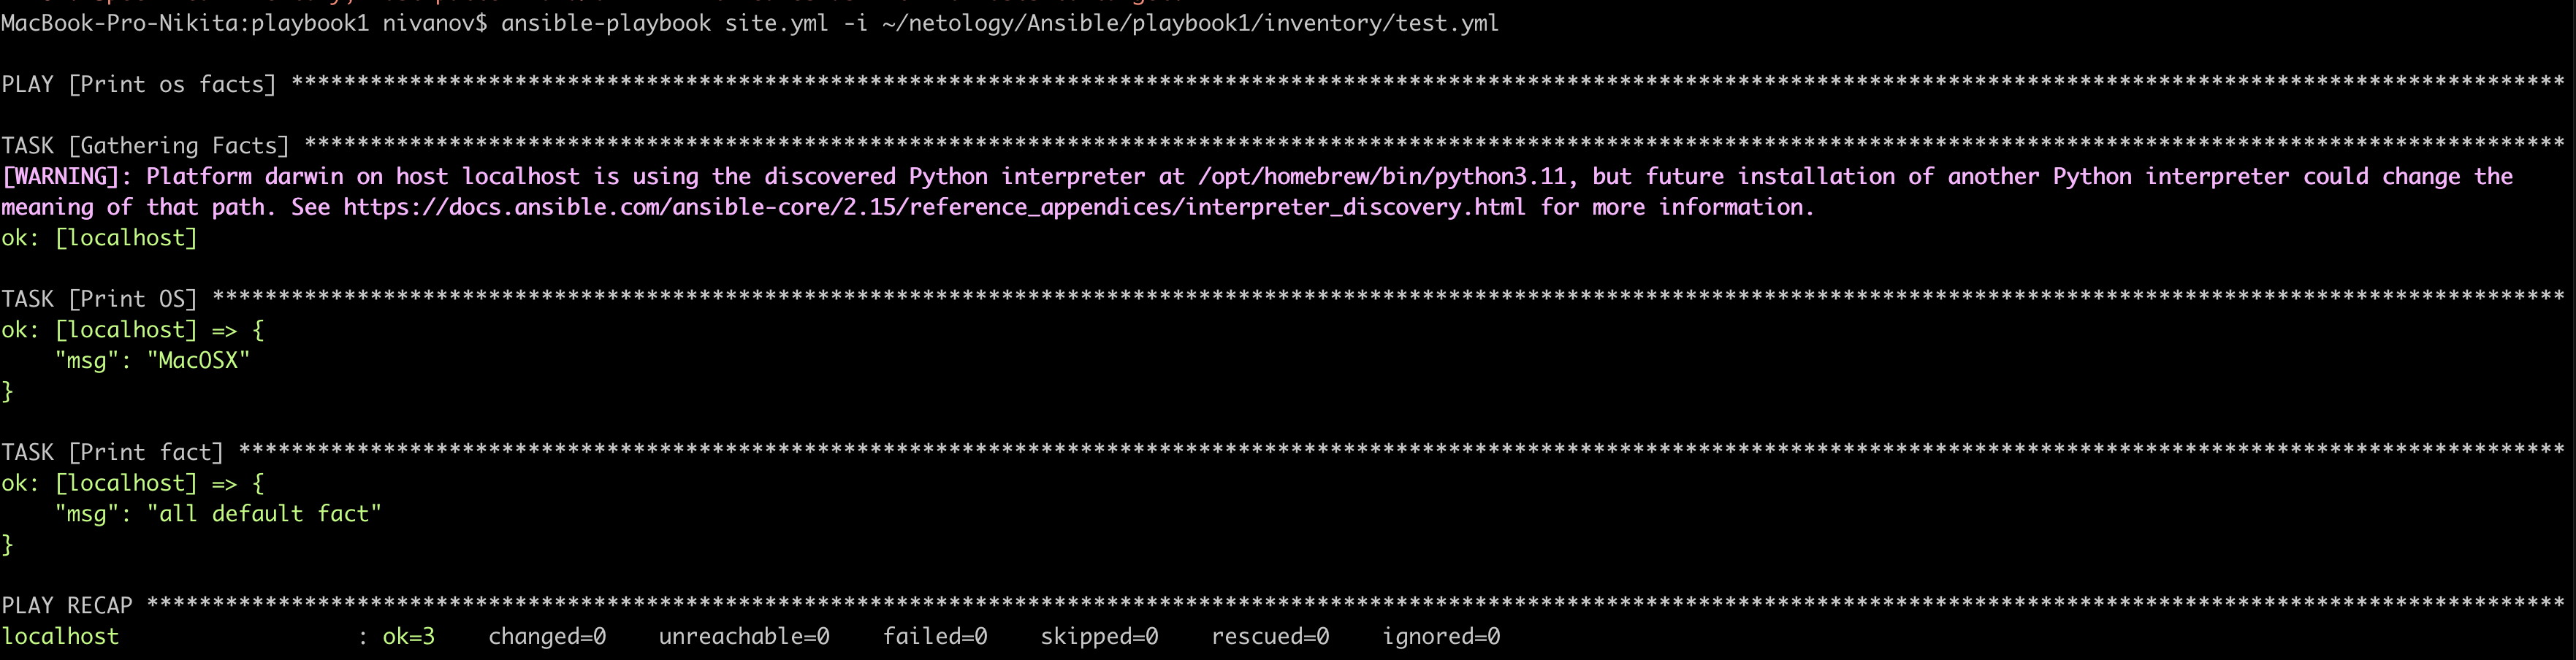 MacBook-Pro-Nikita:playbook1 nivanov$ ansible-playbook site.yml -i ~/netology/Ansible/playbook1/inventory/test.yml
PLAY [Print os facts] ****************************************************************************************************************************************************************************
TASK [Gathering Facts] ***************************************************************************************************************************************************************************
[WARNING]: Platform darwin on host localhost is using the discovered Python interpreter at /opt/homebrew/bin/python3.11, but future installation of another Python interpreter could change the
meaning of that path. See https://docs.ansible.com/ansible-core/2.15/reference_appendices/interpreter_discovery.html for more information.
ok: [localhost]
TASK [Print OS] **********************************************************************************************************************************************************************************
ok: [localhost] => {
    "msg": "MacOSX"
}
TASK [Print fact] ********************************************************************************************************************************************************************************
ok: [localhost] => {
    "msg": "all default fact"
}
PLAY RECAP ***************************************************************************************************************************************************************************************
localhost                  : ok=3    changed=0    unreachable=0    failed=0    skipped=0    rescued=0    ignored=0